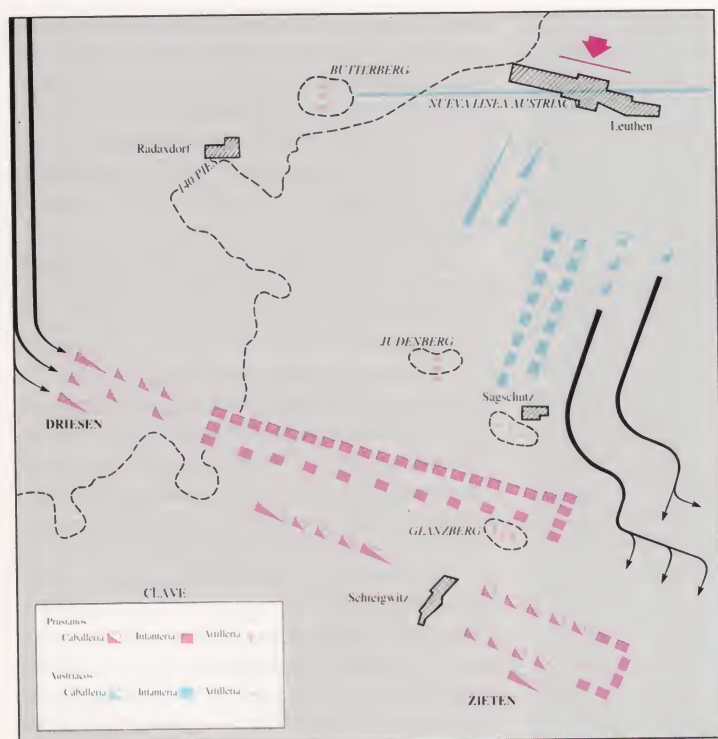 BUTTERBERG
NUEVA LINEA AUSTRIACA
Leuthen
Radaxdorf
140 PIES
JUDENBERG
Sagschutz
DRIESEN
GLANZBERG
Schreigwitz
ZIETEN
CLAVE
Prusianos
Caballeria Infanteria Artilleria
Austriacos
Caballeria Infanteria Artilleria